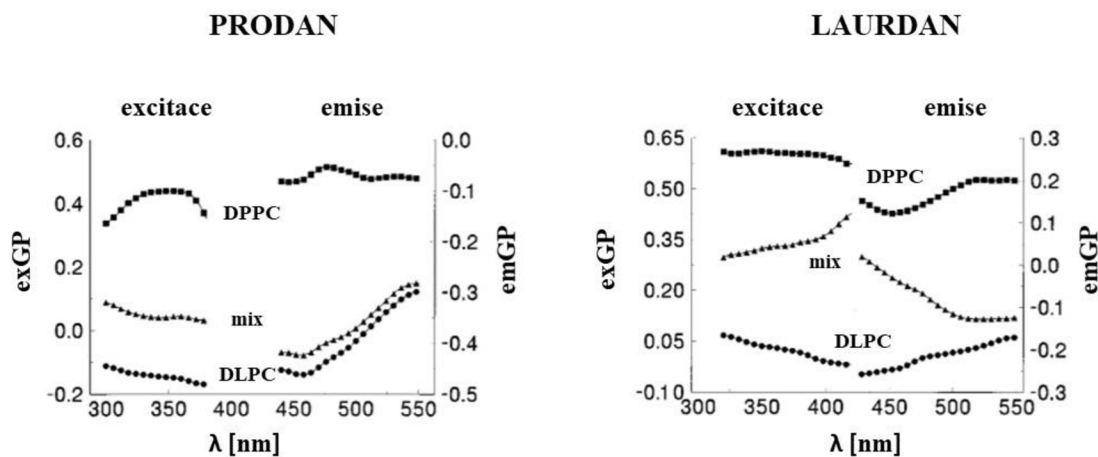 PRODAN
excitace
emise
0.6
0.4
0.2
0.0
-0.2
0.0
-0.1
-0.2
-0.3
-0.4
-0.5
exGP
emGP
DPPC
mix
DLPC
300 350 400 450 500 550
λ [nm]
LAURDAN
excitace
emise
0.65
0.50
0.35
0.20
0.05
-0.10
0.3
0.2
0.1
0.0
-0.1
-0.2
-0.3
exGP
emGP
DPPC
mix
DLPC
300 350 400 450 500 550
λ [nm]